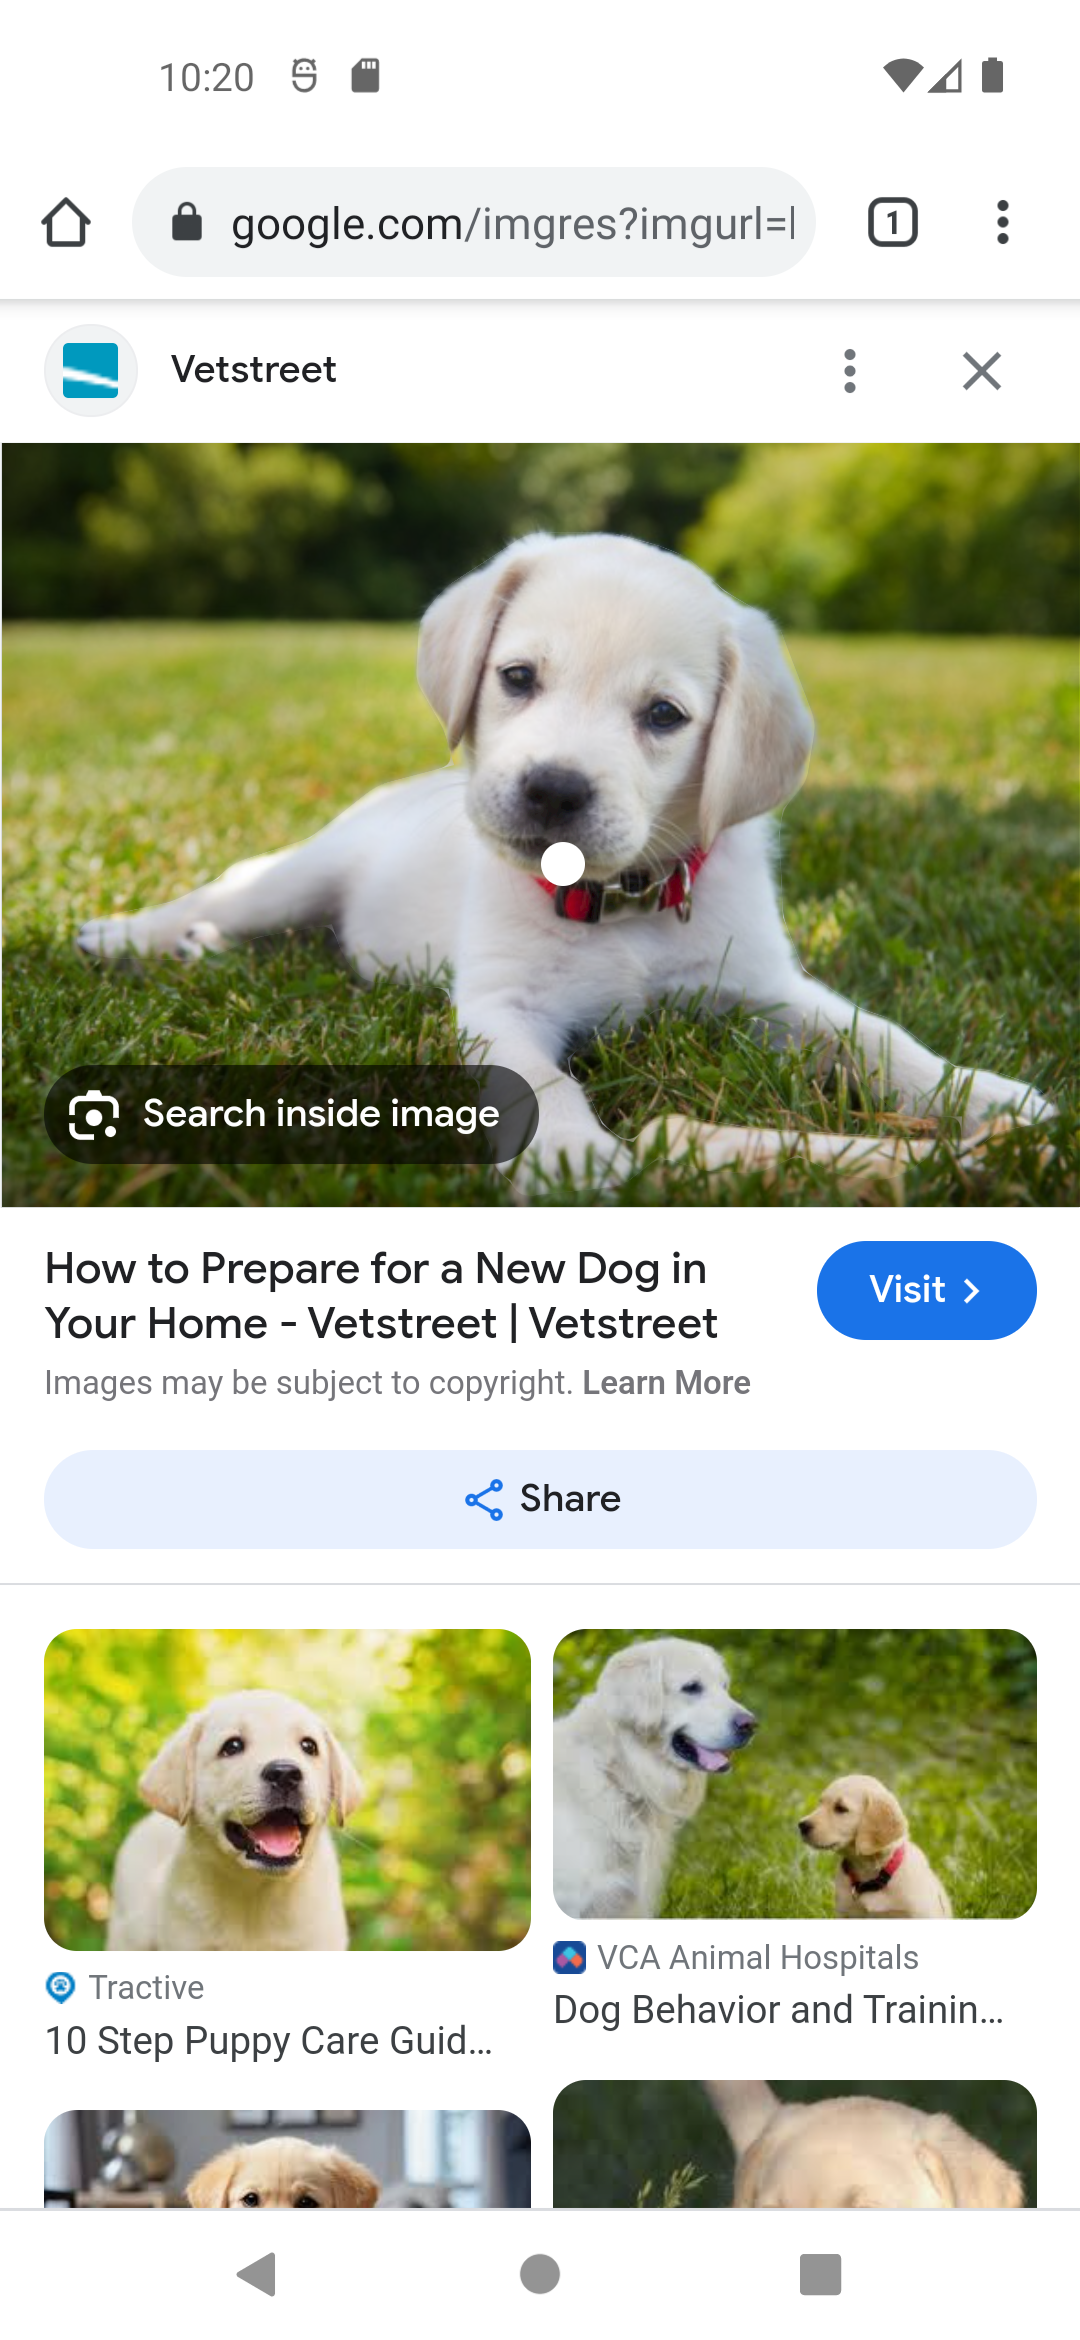 10:20
google.com/imgres?imgurl=
1
Vetstreet
Search inside image
How to Prepare for a New Dog in
Your Home - Vetstreet | Vetstreet
Visit
Images may be subject to copyright. Learn More
Share
Tractive
10 Step Puppy Care Guid...
VCA Animal Hospitals
Dog Behavior and Trainin...